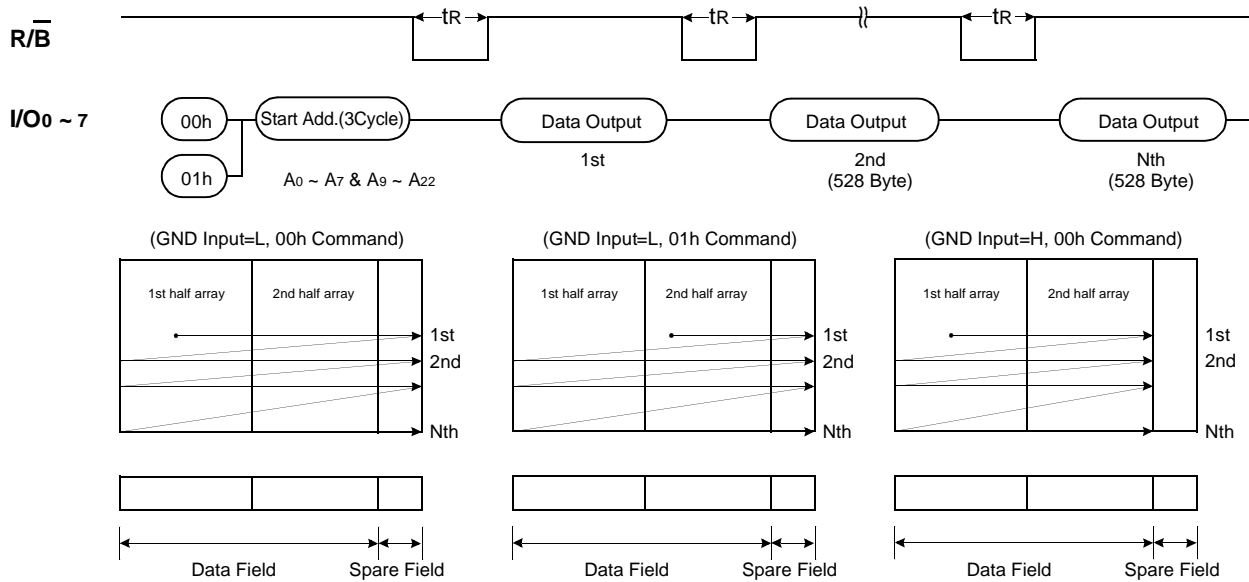 R/B
tR tR tR
I/O0 ~ 7
00h
01h
Start Add.(3Cycle)
A0 ~ A7 & A9 ~ A22
Data Output
1st
Data Output
2nd
(528 Byte)
Data Output
Nth
(528 Byte)
(GND Input=L, 00h Command)
1st half array 2nd half array
1st
2nd
Nth
Data Field Spare Field
(GND Input=L, 01h Command)
1st half array 2nd half array
1st
2nd
Nth
Data Field Spare Field
(GND Input=H, 00h Command)
1st half array 2nd half array
1st
2nd
Nth
Data Field Spare Field